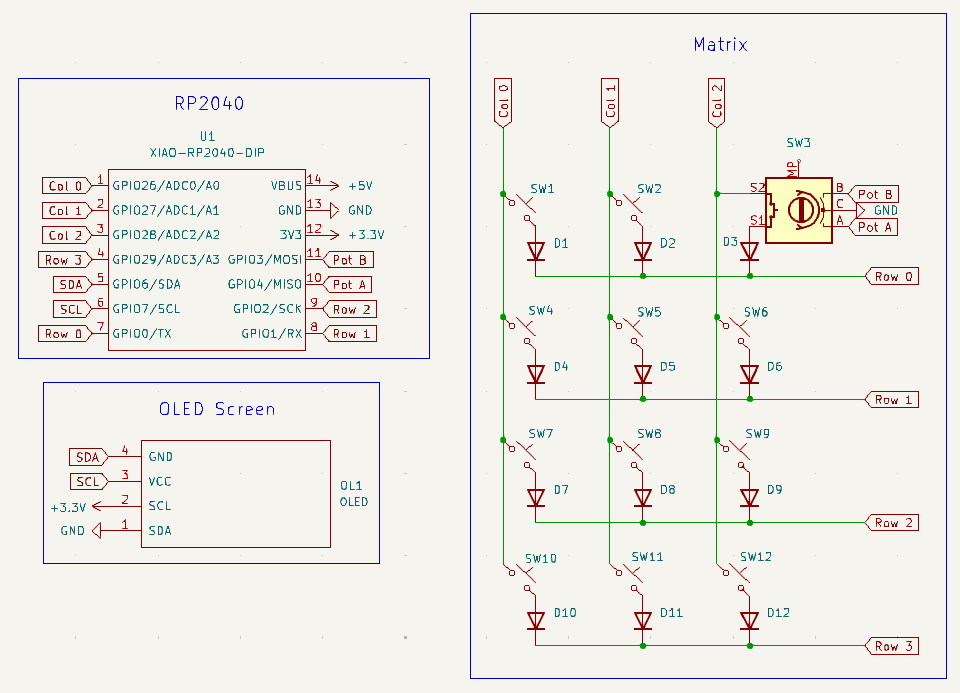 RP2040
U1
XIAO-RP2040-DIP
Col 0 1 GPIO26/ADC0/A0 VBUS 14 +5V
Col 1 2 GPIO27/ADC1/A1 GND 13 GND
Col 2 3 GPIO28/ADC2/A2 3V3 12 +3.3V
Row 3 4 GPIO29/ADC3/A3 GPIO3/MOSI 11 Pot B
SDA 5 GPIO6/SDA GPIO4/MISO 10 Pot A
SCL 6 GPIO7/SCL GPIO2/SCK 9 Row 2
Row 0 7 GPIO0/TX GPIO1/RX 8 Row 1
OLED Screen
SDA 4 GND
SCL 3 VCC
+3.3V 2 SCL
GND 1 SDA
OL1
OLED
Matrix
Col 0 Col 1 Col 2
SW3
MP
SW1 SW2 S2 B Pot B
C GND
S1 A Pot A
D1 D2 D3
Row 0
SW4 SW5 SW6
D4 D5 D6
Row 1
SW7 SW8 SW9
D7 D8 D9
Row 2
SW10 SW11 SW12
D10 D11 D12
Row 3